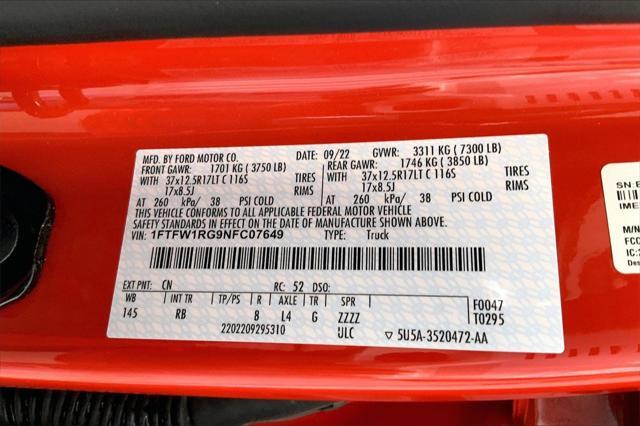 MFD. BY FORD MOTOR CO.
DATE: 09/22 GVWR: 3311 KG ( 7300 LB)
FRONT GAWR: 1701 KG ( 3750 LB) REAR GAWR: 1746 KG ( 3850 LB)
WITH 37x12.5R17LT C 116S TIRES WITH 37x12.5R17LT C 116S TIRES
17x8.5J RIMS 17x8.5J RIMS
AT 260 kPa/ 38 PSI COLD AT 260 kPa/ 38 PSI COLD
THIS VEHICLE CONFORMS TO ALL APPLICABLE FEDERAL MOTOR VEHICLE
SAFETY STANDARDS IN EFFECT ON THE DATE OF MANUFACTURE SHOWN ABOVE.
VIN: 1FTFW1RG9NFC07649 TYPE: Truck
EXT PNT: CN RC: 52 DSO:
WB INT TR TP/PS R AXLE TR SPR F0047
145 RB 8 L4 G ZZZZ T0295
2202209295310 ULC 5U5A-3520472-AA
SN:
IME
M/N
FCC
IC:
Des